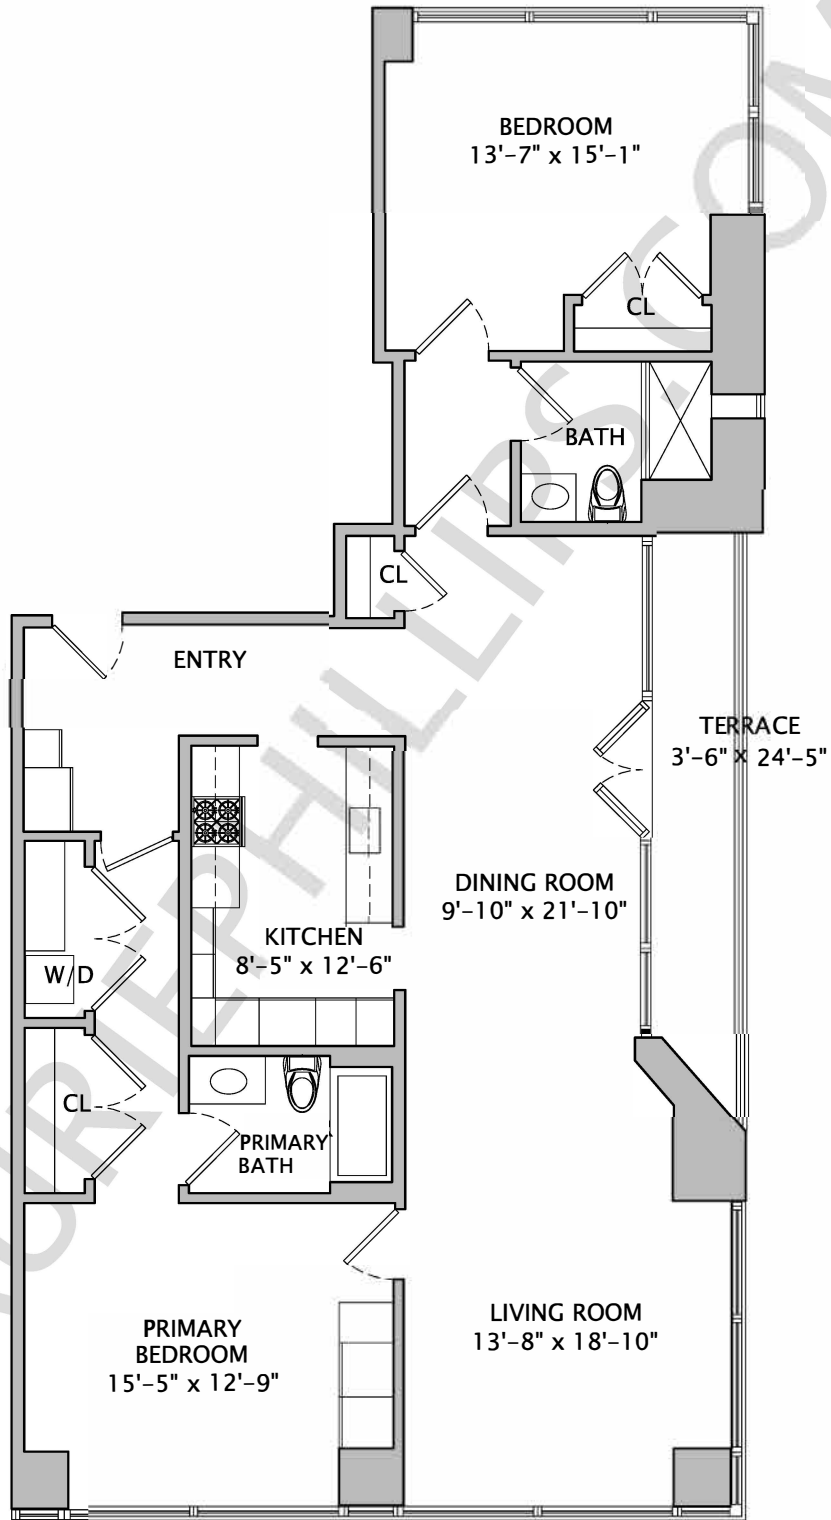 BEDROOM
13'-7" x 15'-1"
CL
BATH
CL
ENTRY
TERRACE
3'-6" x 24'-5"
DINING ROOM
9'-10" x 21'-10"
KITCHEN
8'-5" x 12'-6"
W/D
CL
PRIMARY
BATH
LIVING ROOM
13'-8" x 18'-10"
PRIMARY
BEDROOM
15'-5" x 12'-9"